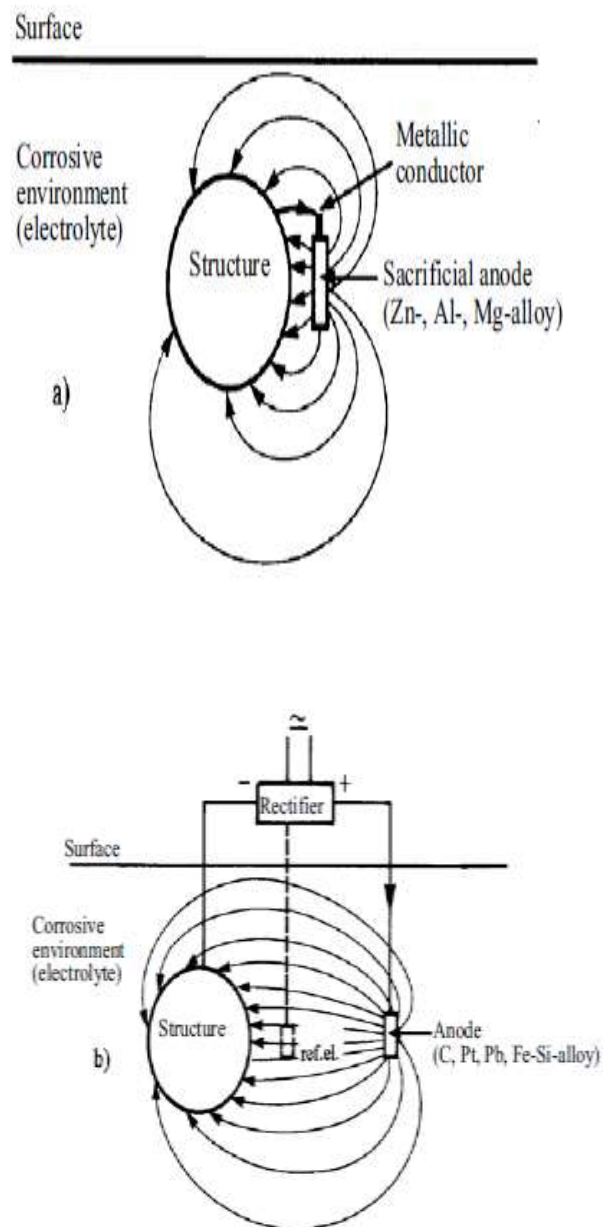 Surface
Corrosive
environment
(electrolyte)
Metallic
conductor
Structure
Sacrificial anode
(Zn-, Al-, Mg-alloy)
a)
≃
- +
Rectifier
Surface
Corrosive
environment
(electrolyte)
Structure
ref.el.
Anode
(C, Pt, Pb, Fe-Si-alloy)
b)